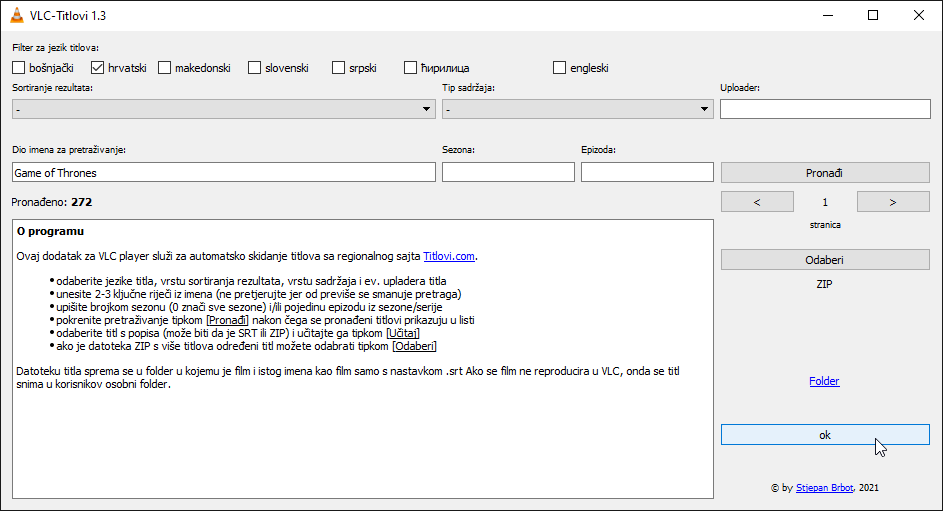 VLC-Titlovi 1.3
Filter za jezik titlova:
bošnjački hrvatski makedonski slovenski srpski ћирилица engleski
Sortiranje rezultata: Tip sadržaja: Uploader:
- -
Dio imena za pretraživanje: Sezona: Epizoda:
Game of Thrones Pronađi
Pronađeno: 272 < 1 >
stranica
O programu
Ovaj dodatak za VLC player služi za automatsko skidanje titlova sa regionalnog sajta Titlovi.com.
Odaberi
ZIP
• odaberite jezike titla, vrstu sortiranja rezultata, vrstu sadržaja i ev. upladera titla
• unesite 2-3 ključne riječi iz imena (ne pretjerujte jer od previše se smanuje pretraga)
• upišite brojkom sezonu (0 znači sve sezone) i/ili pojedinu epizodu iz sezone/serije
• pokrenite pretraživanje tipkom [Pronađi] nakon čega se pronađeni titlovi prikazuju u listi
• odaberite titl s popisa (može biti da je SRT ili ZIP) i učitajte ga tipkom [Učitaj]
• ako je datoteka ZIP s više titlova određeni titl možete odabrati tipkom [Odaberi]
Datoteku titla sprema se u folder u kojemu je film i istog imena kao film samo s nastavkom .srt Ako se film ne reproducira u VLC, onda se titl
snima u korisnikov osobni folder.
Folder
ok
© by Stjepan Brbot, 2021